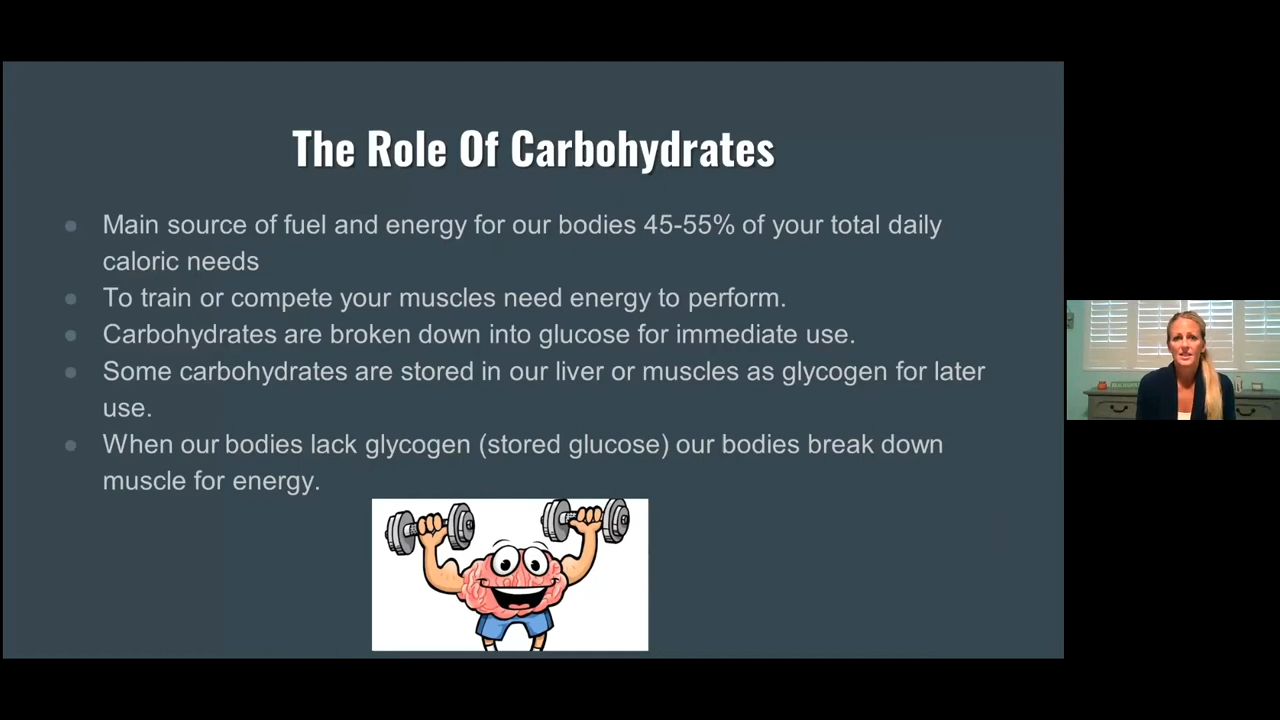 The Role Of Carbohydrates
Main source of fuel and energy for our bodies 45-55% of your total daily
caloric needs
To train or compete your muscles need energy to perform.
Carbohydrates are broken down into glucose for immediate use.
Some carbohydrates are stored in our liver or muscles as glycogen for later
use.
When our bodies lack glycogen (stored glucose) our bodies break down
muscle for energy.